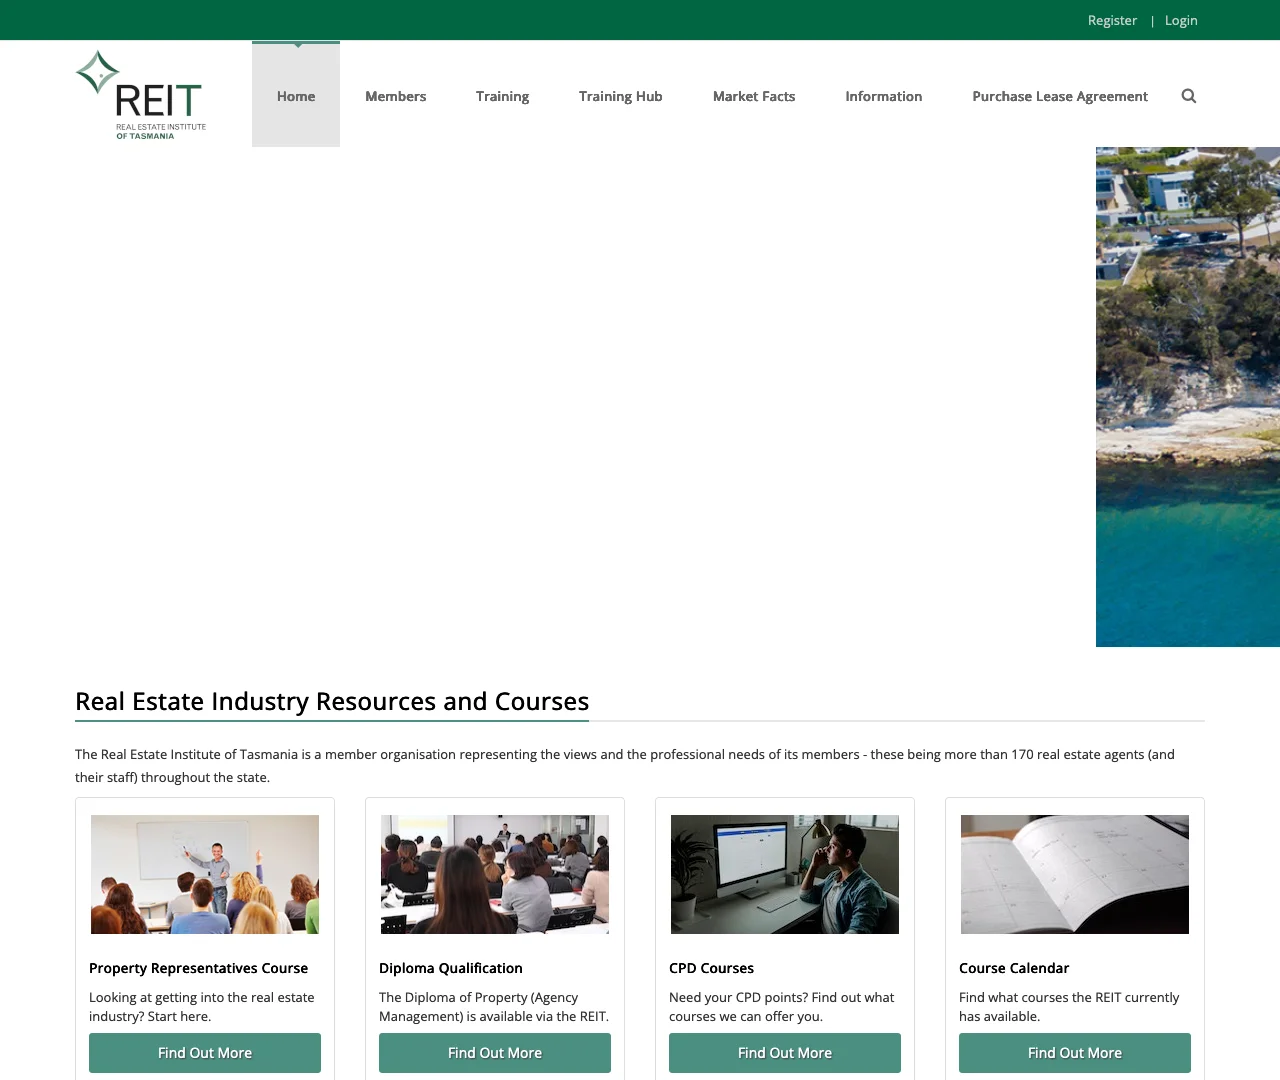 Register | Login
REIT
REAL ESTATE INSTITUTE
OF TASMANIA
Home
Members
Training
Training Hub
Market Facts
Information
Purchase Lease Agreement
Real Estate Industry Resources and Courses
The Real Estate Institute of Tasmania is a member organisation representing the views and the professional needs of its members - these being more than 170 real estate agents (and
their staff) throughout the state.
Property Representatives Course
Looking at getting into the real estate
industry? Start here.
Find Out More
Diploma Qualification
The Diploma of Property (Agency
Management) is available via the REIT.
Find Out More
CPD Courses
Need your CPD points? Find out what
courses we can offer you.
Find Out More
Course Calendar
Find what courses the REIT currently
has available.
Find Out More